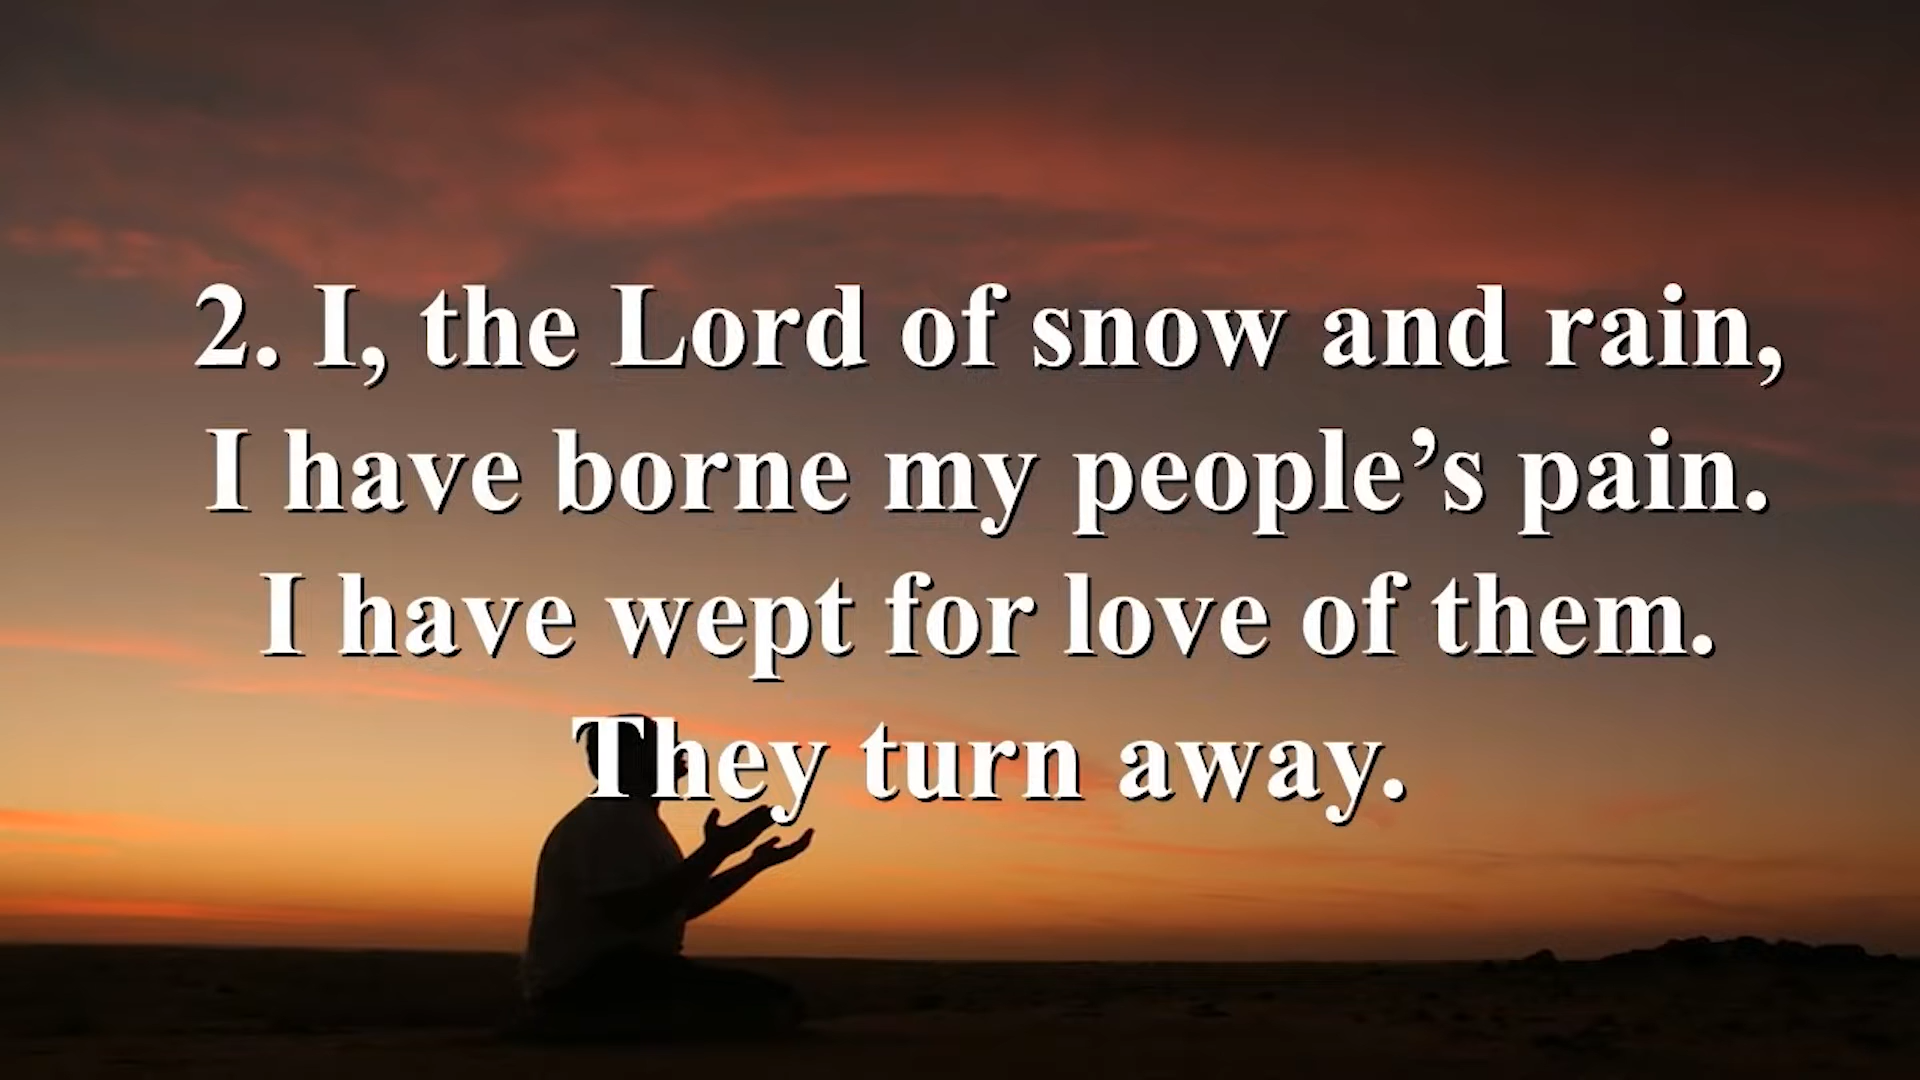 2. I, the Lord of snow and rain,
I have borne my people’s pain.
I have wept for love of them.
They turn away.